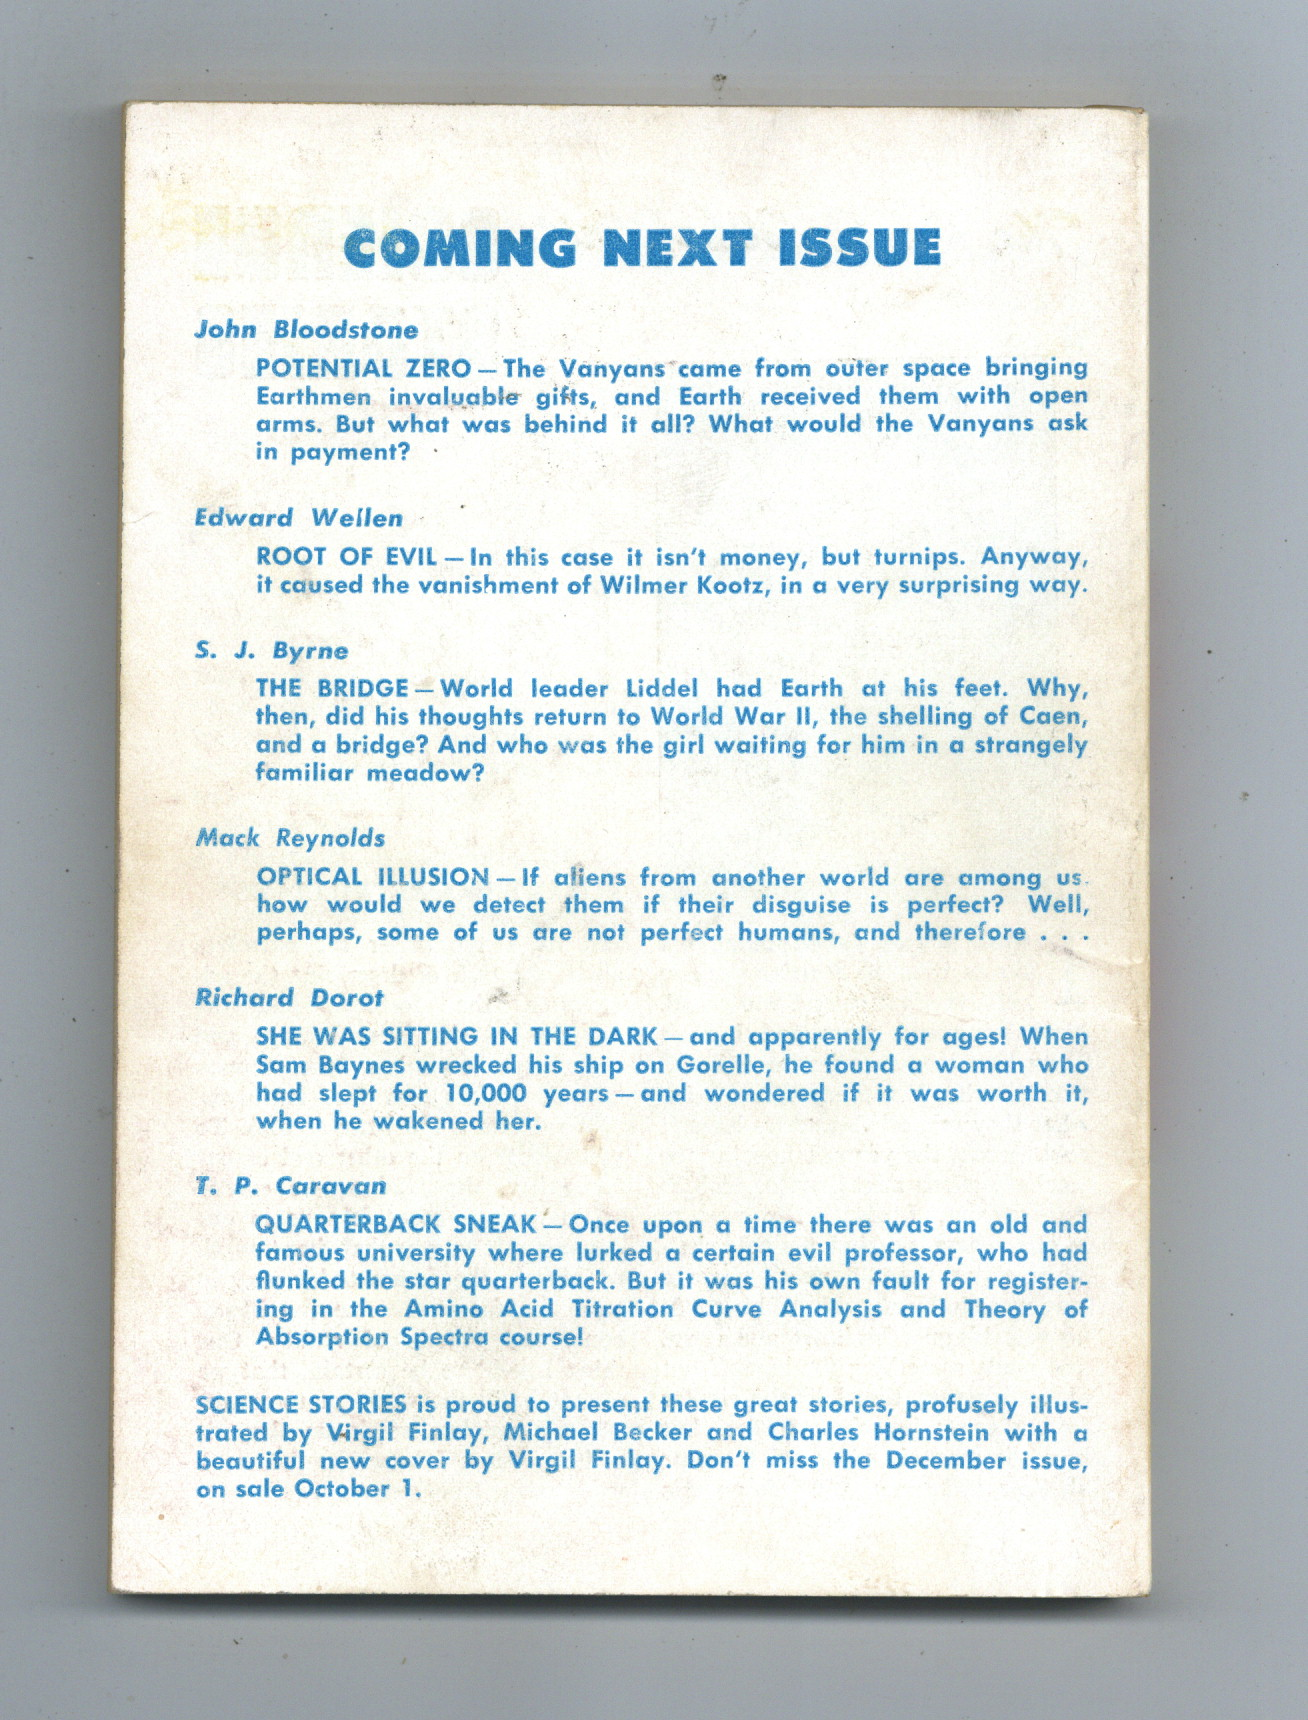 COMING NEXT ISSUE
John Bloodstone
POTENTIAL ZERO — The Vanyans came from outer space bringing
Earthmen invaluable gifts, and Earth received them with open
arms. But what was behind it all? What would the Vanyans ask
in payment?
Edward Wellen
ROOT OF EVIL — In this case it isn't money, but turnips. Anyway,
it caused the vanishment of Wilmer Kootz, in a very surprising way.
S. J. Byrne
THE BRIDGE — World leader Liddel had Earth at his feet. Why,
then, did his thoughts return to World War II, the shelling of Caen,
and a bridge? And who was the girl waiting for him in a strangely
familiar meadow?
Mack Reynolds
OPTICAL ILLUSION — If aliens from another world are among us.
how would we detect them if their disguise is perfect? Well,
perhaps, some of us are not perfect humans, and therefore . . .
Richard Dorot
SHE WAS SITTING IN THE DARK — and apparently for ages! When
Sam Baynes wrecked his ship on Gorelle, he found a woman who
had slept for 10,000 years — and wondered if it was worth it,
when he wakened her.
T. P. Caravan
QUARTERBACK SNEAK — Once upon a time there was an old and
famous university where lurked a certain evil professor, who had
flunked the star quarterback. But it was his own fault for register-
ing in the Amino Acid Titration Curve Analysis and Theory of
Absorption Spectra course!
SCIENCE STORIES is proud to present these great stories, profusely illus-
trated by Virgil Finlay, Michael Becker and Charles Hornstein with a
beautiful new cover by Virgil Finlay. Don't miss the December issue,
on sale October 1.